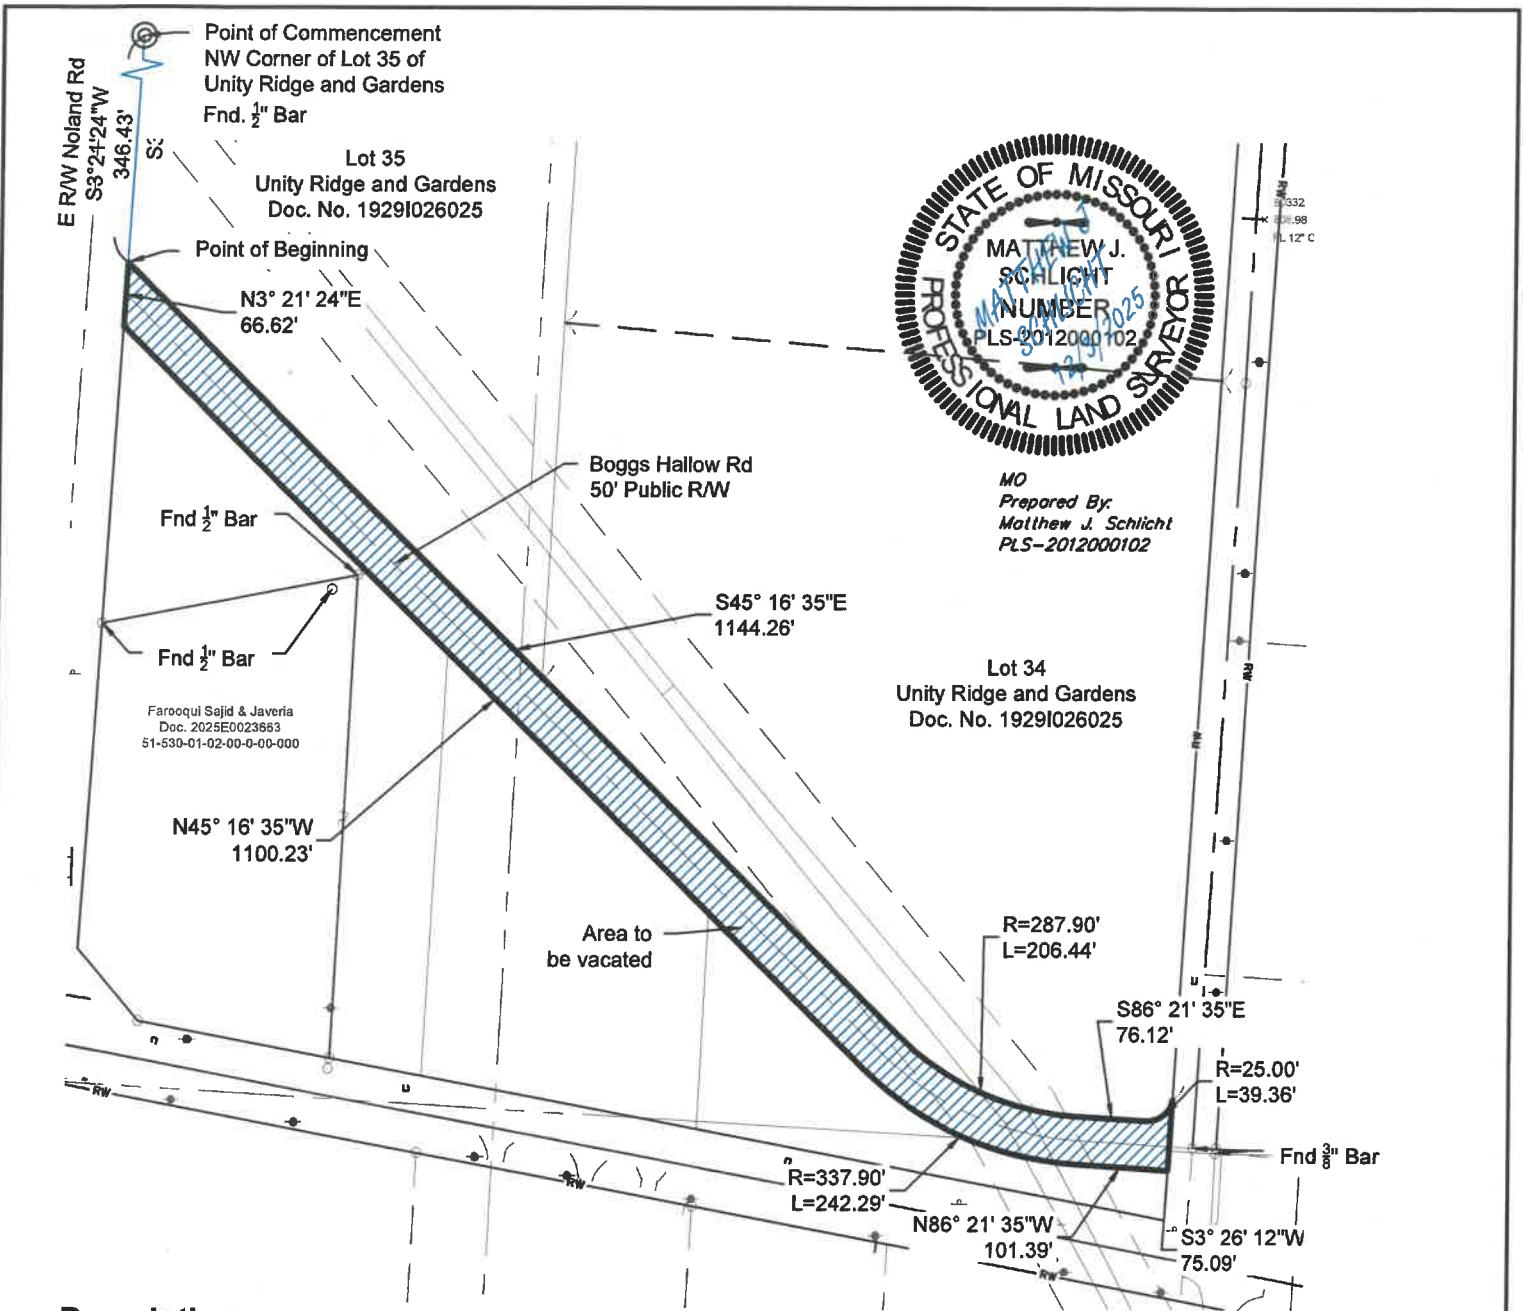 Point of Commencement
NW Corner of Lot 35 of
Unity Ridge and Gardens
Fnd. ½" Bar
E R/W Noland Rd
S3°21'24"W
346.43'
Lot 35
Unity Ridge and Gardens
Doc. No. 1929I026025
Point of Beginning
N3° 21' 24"E
66.62'
STATE OF MISSOURI
MATTHEW J.
SCHLICHT
NUMBER
PLS-2012000102
PROFESSIONAL LAND SURVEYOR
MATTHEW J
SCHLICHT
12/9/2025
RW
L 12" C
MO
Prepared By:
Matthew J. Schlicht
PLS-2012000102
Boggs Hallow Rd
50' Public R/W
Fnd ½" Bar
S45° 16' 35"E
1144.26'
Fnd ½" Bar
Lot 34
Unity Ridge and Gardens
Doc. No. 1929I026025
RW
Farooqui Sajid & Javeria
Doc. 2025E0023663
51-530-01-02-00-0-00-000
RW
N45° 16' 35"W
1100.23'
Area to
be vacated
R=287.90'
L=206.44'
S86° 21' 35"E
76.12'
R=25.00'
L=39.36'
RW
Fnd ⅜" Bar
R=337.90'
L=242.29'
RW
N86° 21' 35"W
101.39'
S3° 26' 12"W
75.09'
RW